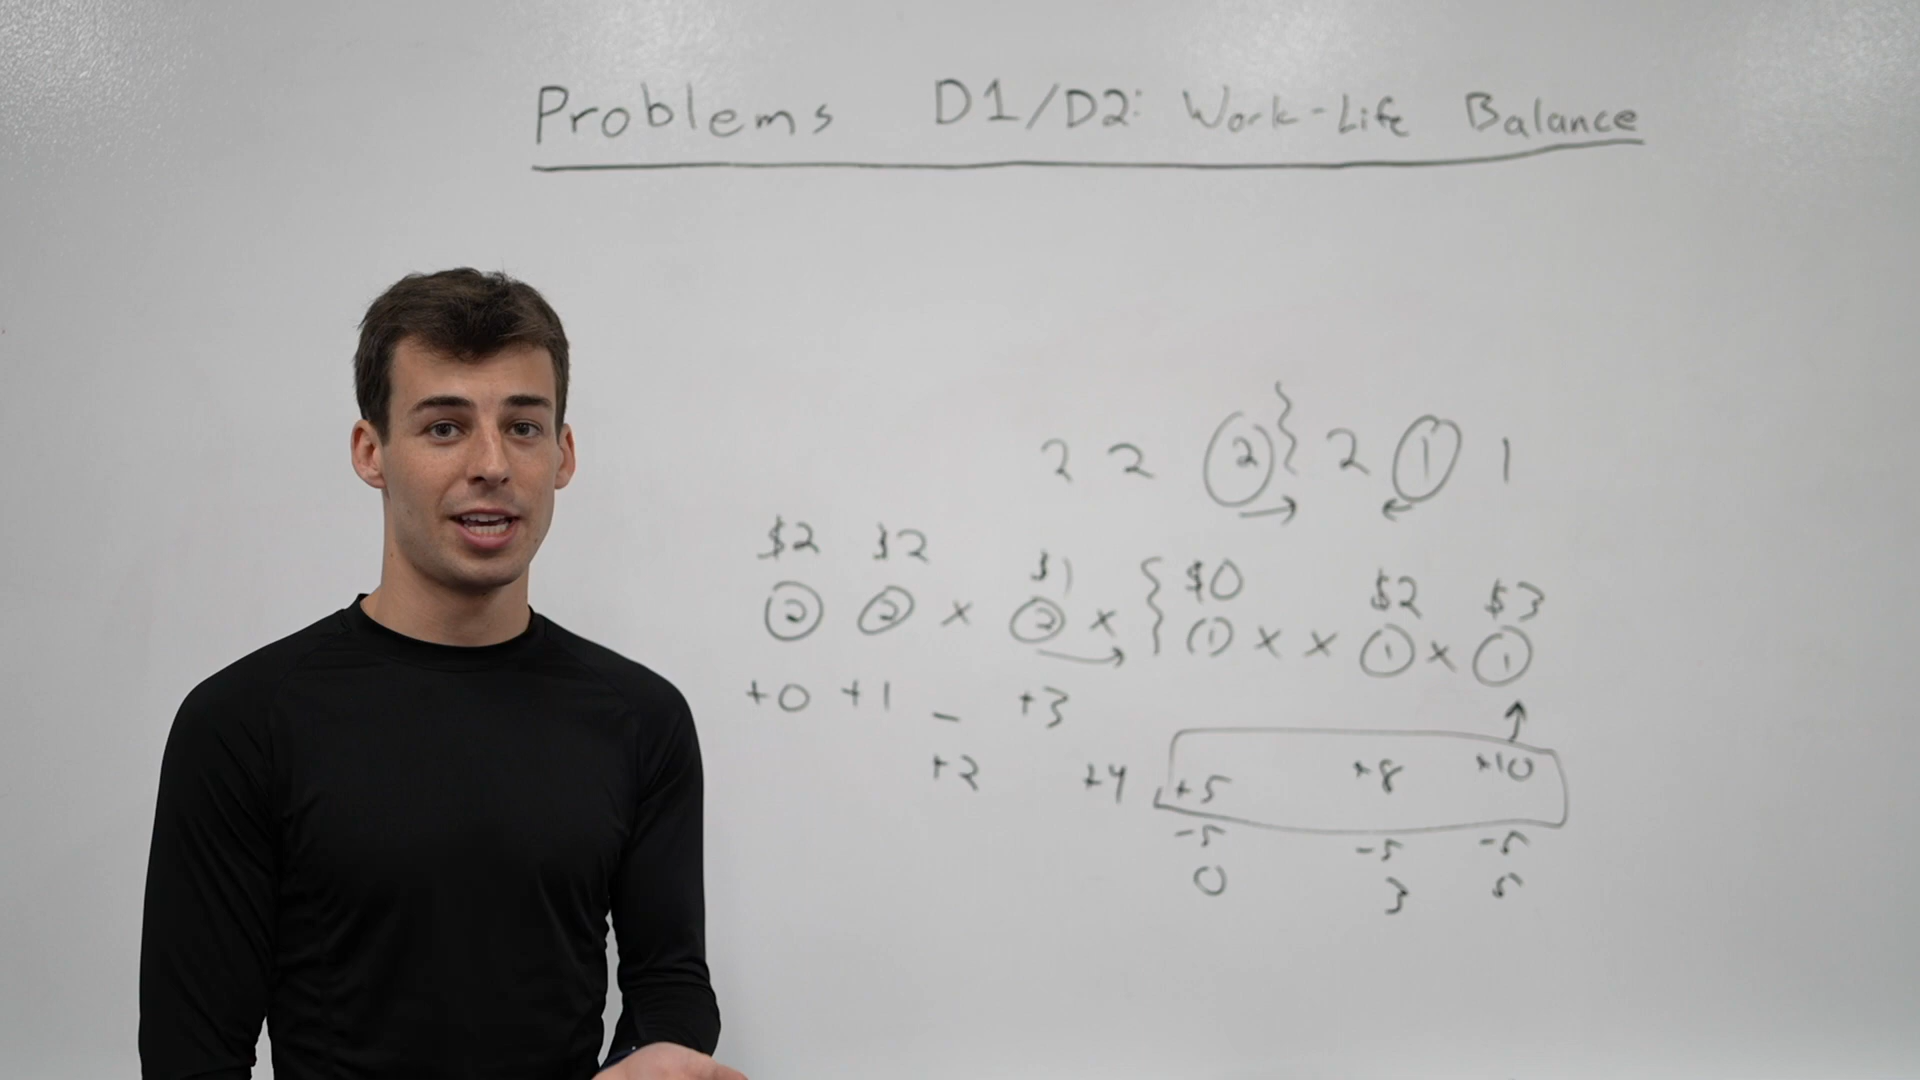 Problems D1/D2: Work-Life Balance
2 2 2 } 2 1 1
$2 $2 $1 $0 $2 $3
2 2 x 2 x } 1 x x 1 x 1
+0 +1 - +3
+2 +4 +5 +8 +10
-5 -5 -5
0 3 5